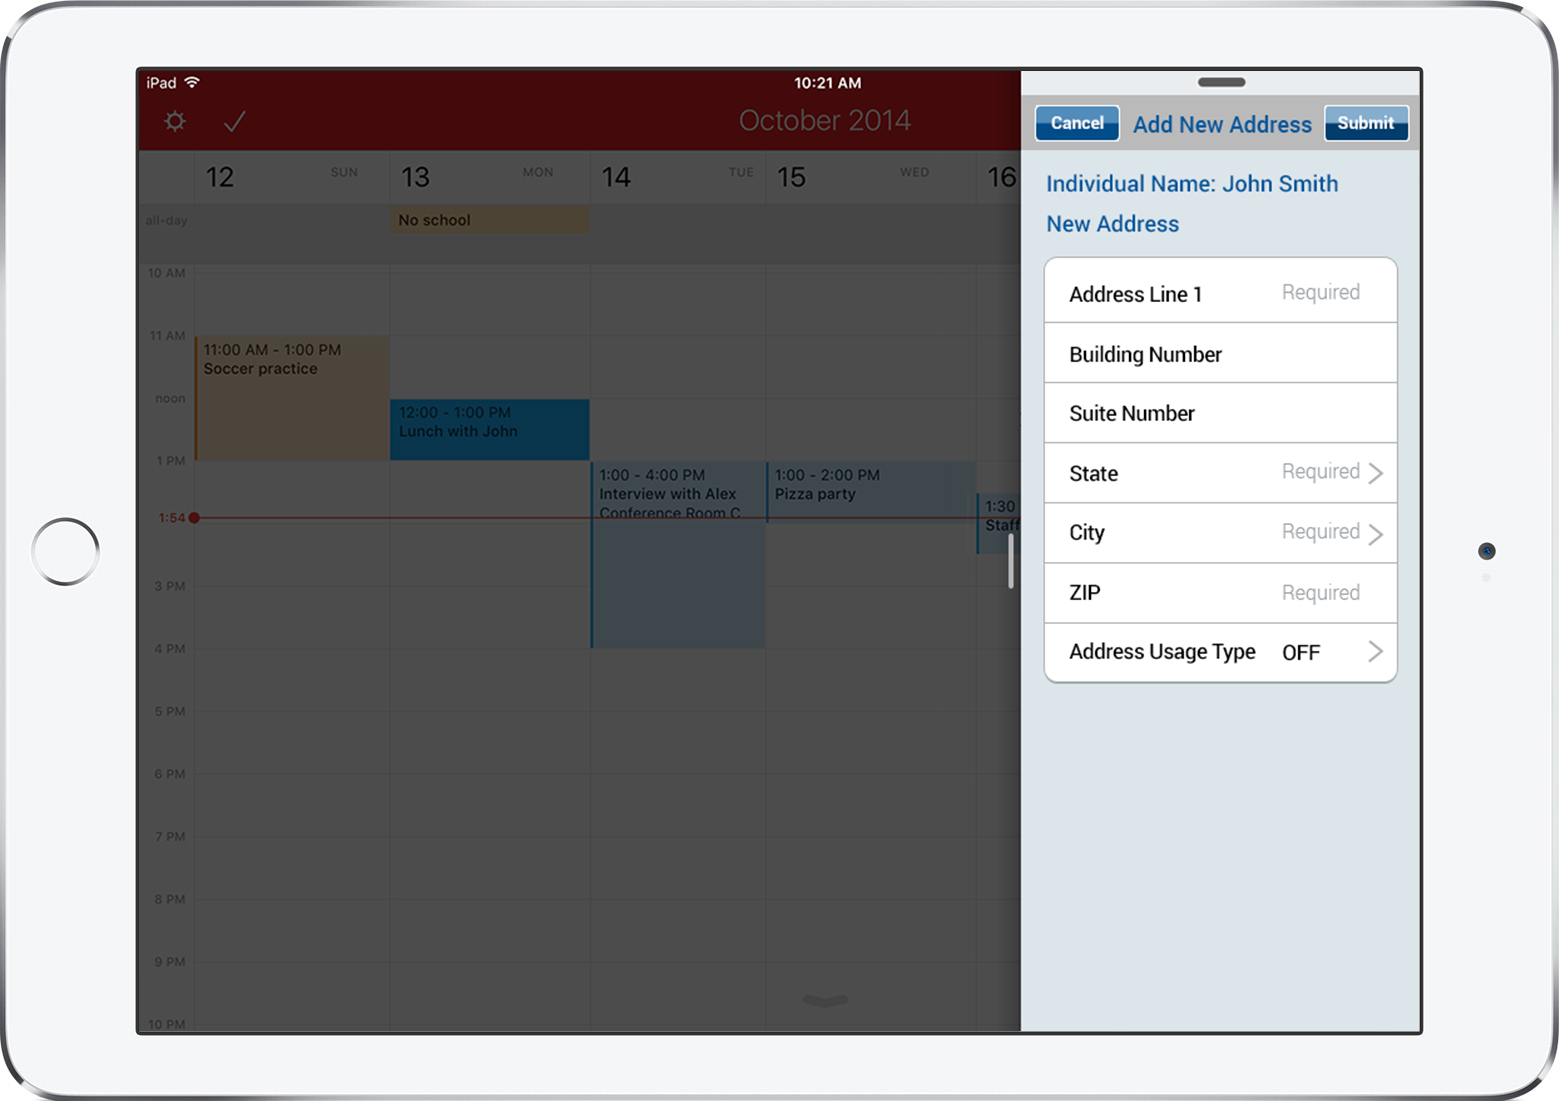 iPad
10:21 AM
October 2014
12 SUN
13 MON
14 TUE
15 WED
16
all-day
No school
10 AM
11 AM
11:00 AM - 1:00 PM
Soccer practice
noon
12:00 - 1:00 PM
Lunch with John
1 PM
1:00 - 4:00 PM
Interview with Alex
Conference Room C
1:00 - 2:00 PM
Pizza party
1:30
Staff
1:54
3 PM
4 PM
5 PM
6 PM
7 PM
8 PM
9 PM
10 PM
Cancel
Add New Address
Submit
Individual Name: John Smith
New Address
Address Line 1 Required
Building Number
Suite Number
State Required
City Required
ZIP Required
Address Usage Type OFF